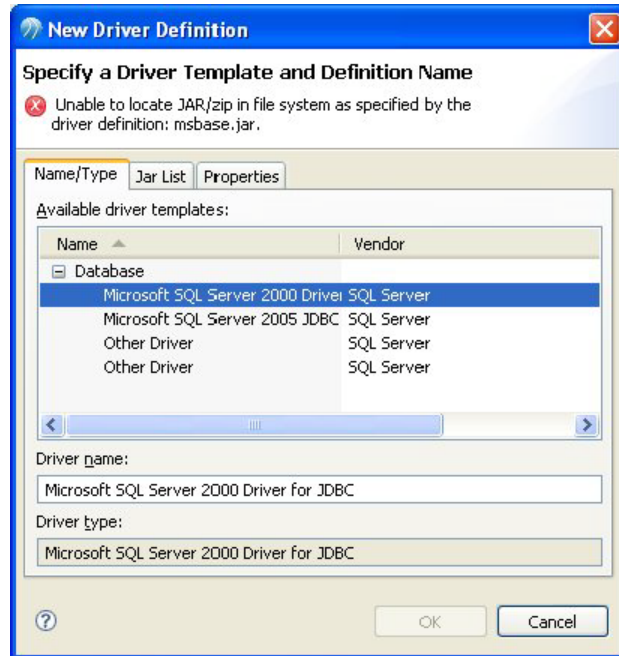 New Driver Definition
Specify a Driver Template and Definition Name
Unable to locate JAR/zip in file system as specified by the
driver definition: msbase.jar.
Name/Type Jar List Properties
Available driver templates:
Name Vendor
Database
Microsoft SQL Server 2000 Driver SQL Server
Microsoft SQL Server 2005 JDBC SQL Server
Other Driver SQL Server
Other Driver SQL Server
Driver name:
Microsoft SQL Server 2000 Driver for JDBC
Driver type:
Microsoft SQL Server 2000 Driver for JDBC
? OK Cancel